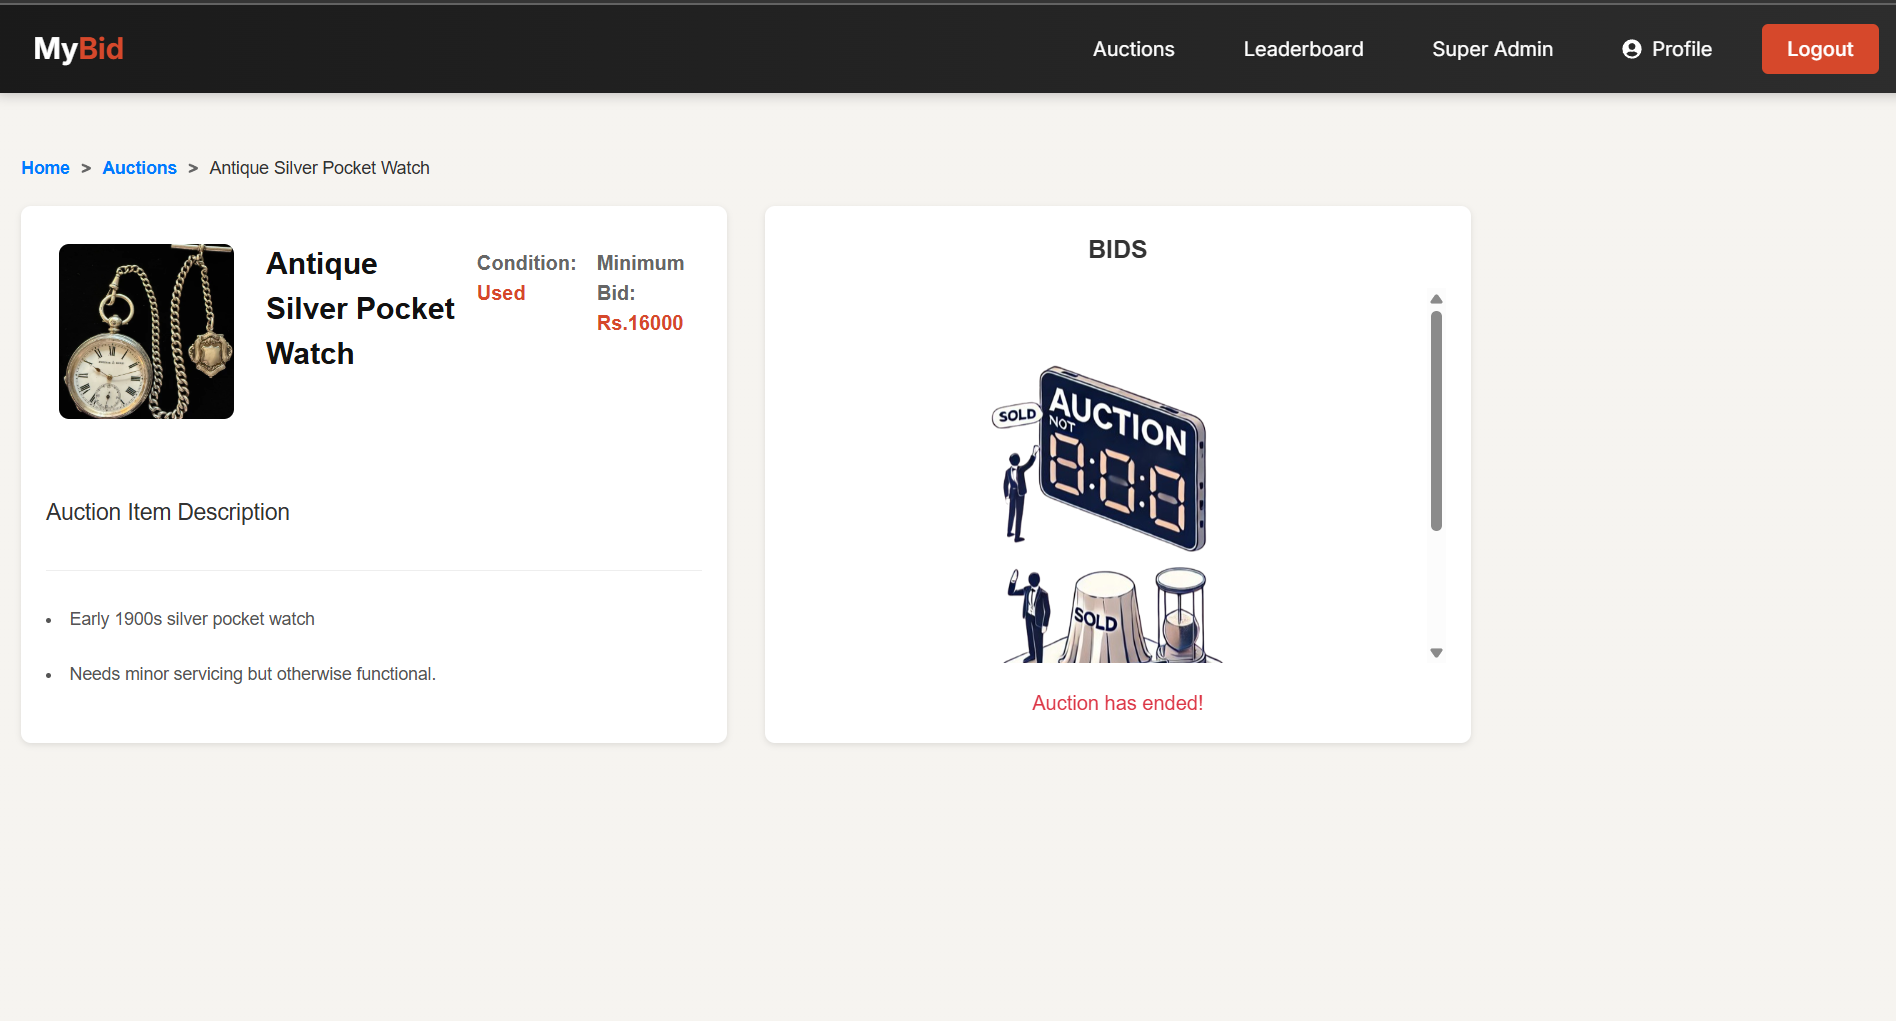 MyBid
Auctions
Leaderboard
Super Admin
Profile
Logout
Home > Auctions > Antique Silver Pocket Watch
Antique
Silver Pocket
Watch
Condition:
Used
Minimum
Bid:
Rs.16000
Auction Item Description
• Early 1900s silver pocket watch
• Needs minor servicing but otherwise functional.
BIDS
SOLD
AUCTION
NOT
SOLD
Auction has ended!